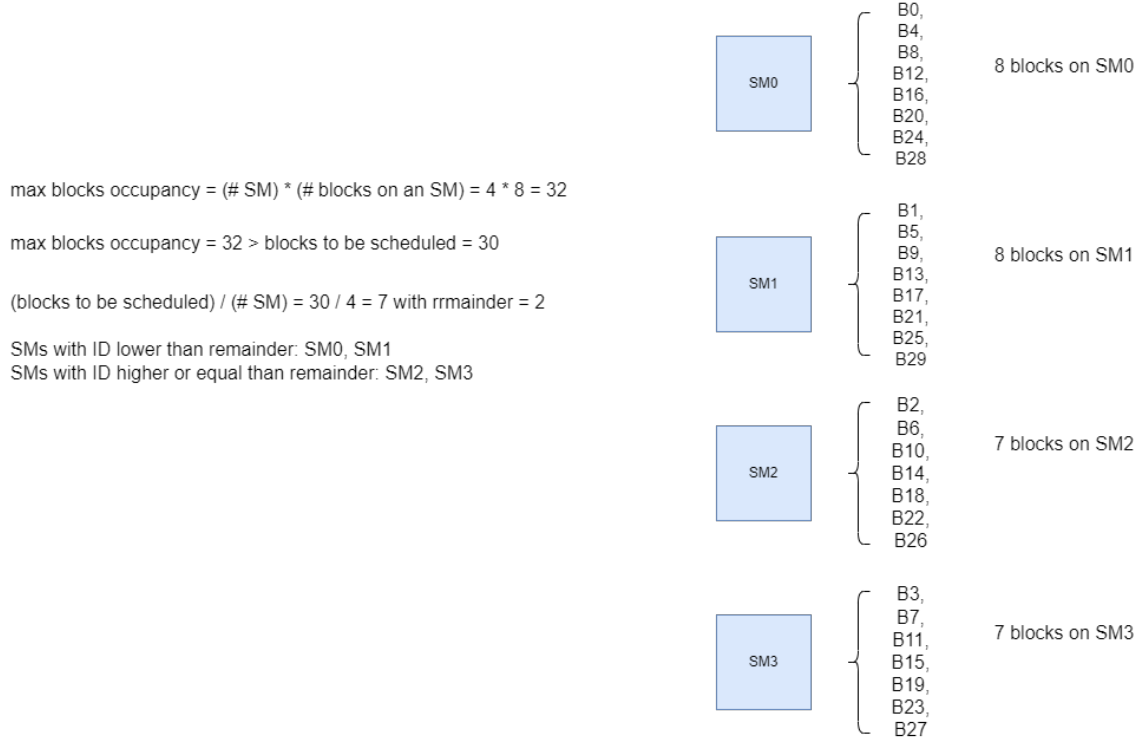 max blocks occupancy = (# SM) * (# blocks on an SM) = 4 * 8 = 32
max blocks occupancy = 32 > blocks to be scheduled = 30
(blocks to be scheduled) / (# SM) = 30 / 4 = 7 with rrmainder = 2
SMs with ID lower than remainder: SM0, SM1
SMs with ID higher or equal than remainder: SM2, SM3
SM0
B0,
B4,
B8,
B12,
B16,
B20,
B24,
B28
8 blocks on SM0
SM1
B1,
B5,
B9,
B13,
B17,
B21,
B25,
B29
8 blocks on SM1
SM2
B2,
B6,
B10,
B14,
B18,
B22,
B26
7 blocks on SM2
SM3
B3,
B7,
B11,
B15,
B19,
B23,
B27
7 blocks on SM3